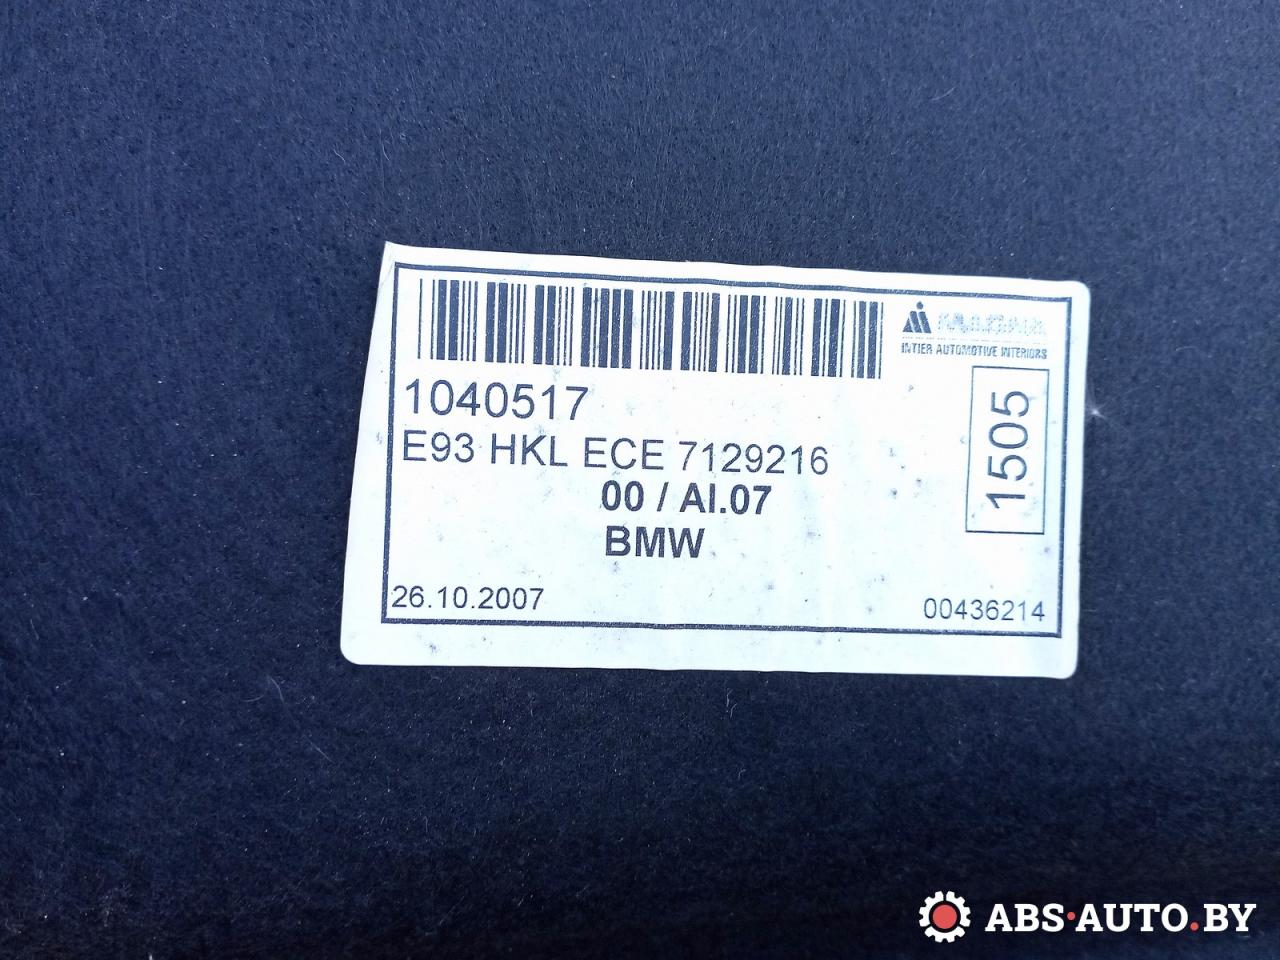 INTIER AUTOMOTIVE INTERIORS
1040517
E93 HKL ECE 7129216
00 / AI.07
BMW
1505
26.10.2007
00436214
ABS·AUTO.BY